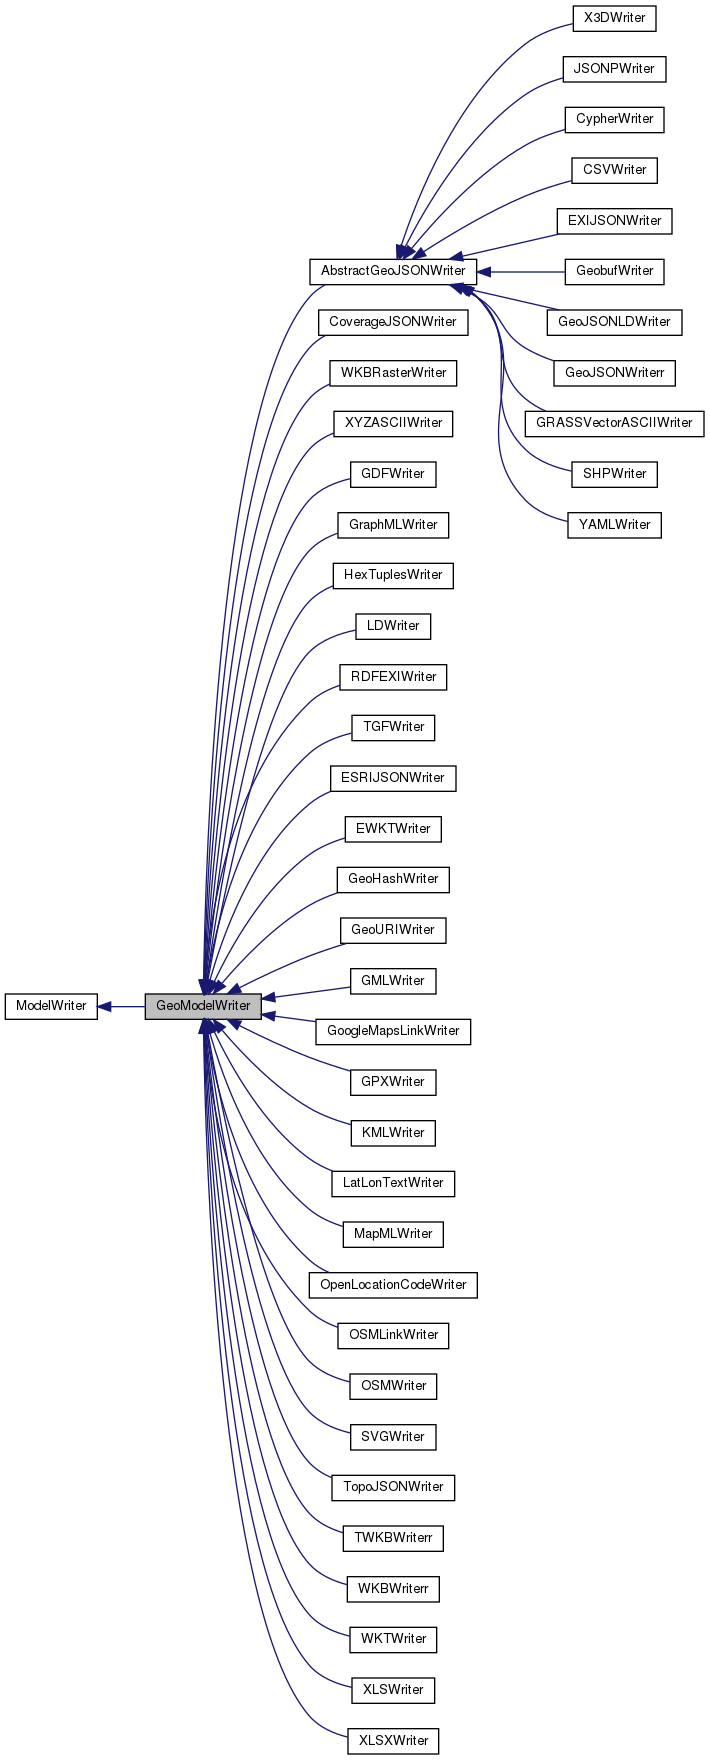 X3DWriter
JSONPWriter
CypherWriter
CSVWriter
EXIJSONWriter
AbstractGeoJSONWriter
GeobufWriter
CoverageJSONWriter
GeoJSONLDWriter
WKBRasterWriter
GeoJSONWriterr
XYZASCIIWriter
GRASSVectorASCIIWriter
GDFWriter
SHPWriter
GraphMLWriter
YAMLWriter
HexTuplesWriter
LDWriter
RDFEXIWriter
TGFWriter
ESRIJSONWriter
EWKTWriter
GeoHashWriter
GeoURIWriter
GMLWriter
ModelWriter
GeoModelWriter
GoogleMapsLinkWriter
GPXWriter
KMLWriter
LatLonTextWriter
MapMLWriter
OpenLocationCodeWriter
OSMLinkWriter
OSMWriter
SVGWriter
TopoJSONWriter
TWKBWriterr
WKBWriterr
WKTWriter
XLSWriter
XLSXWriter